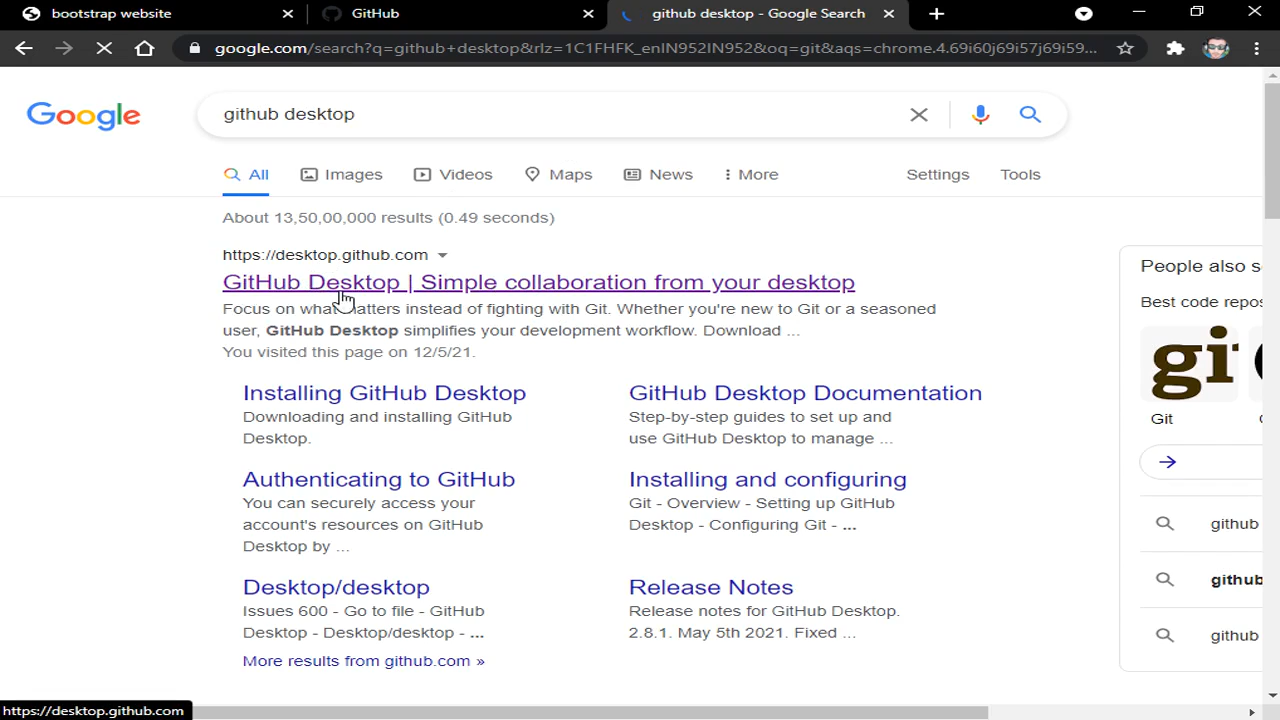 bootstrap website
GitHub
github desktop - Google Search
google.com/search?q=github+desktop&rlz=1C1FHFK_enIN952IN952&oq=git&aqs=chrome.4.69i60j69i57j69i59...
Google
github desktop
All
Images
Videos
Maps
News
More
Settings
Tools
About 13,50,00,000 results (0.49 seconds)
https://desktop.github.com
GitHub Desktop | Simple collaboration from your desktop
Focus on what matters instead of fighting with Git. Whether you're new to Git or a seasoned
user, GitHub Desktop simplifies your development workflow. Download ...
You visited this page on 12/5/21.
Installing GitHub Desktop
Downloading and installing GitHub
Desktop.
GitHub Desktop Documentation
Step-by-step guides to set up and
use GitHub Desktop to manage ...
Authenticating to GitHub
You can securely access your
account's resources on GitHub
Desktop by ...
Installing and configuring
Git - Overview - Setting up GitHub
Desktop - Configuring Git - ...
Desktop/desktop
Issues 600 - Go to file - GitHub
Desktop - Desktop/desktop - ...
Release Notes
Release notes for GitHub Desktop.
2.8.1. May 5th 2021. Fixed ...
More results from github.com »
People also s
Best code repos
git
Git
github
github
github
https://desktop.github.com